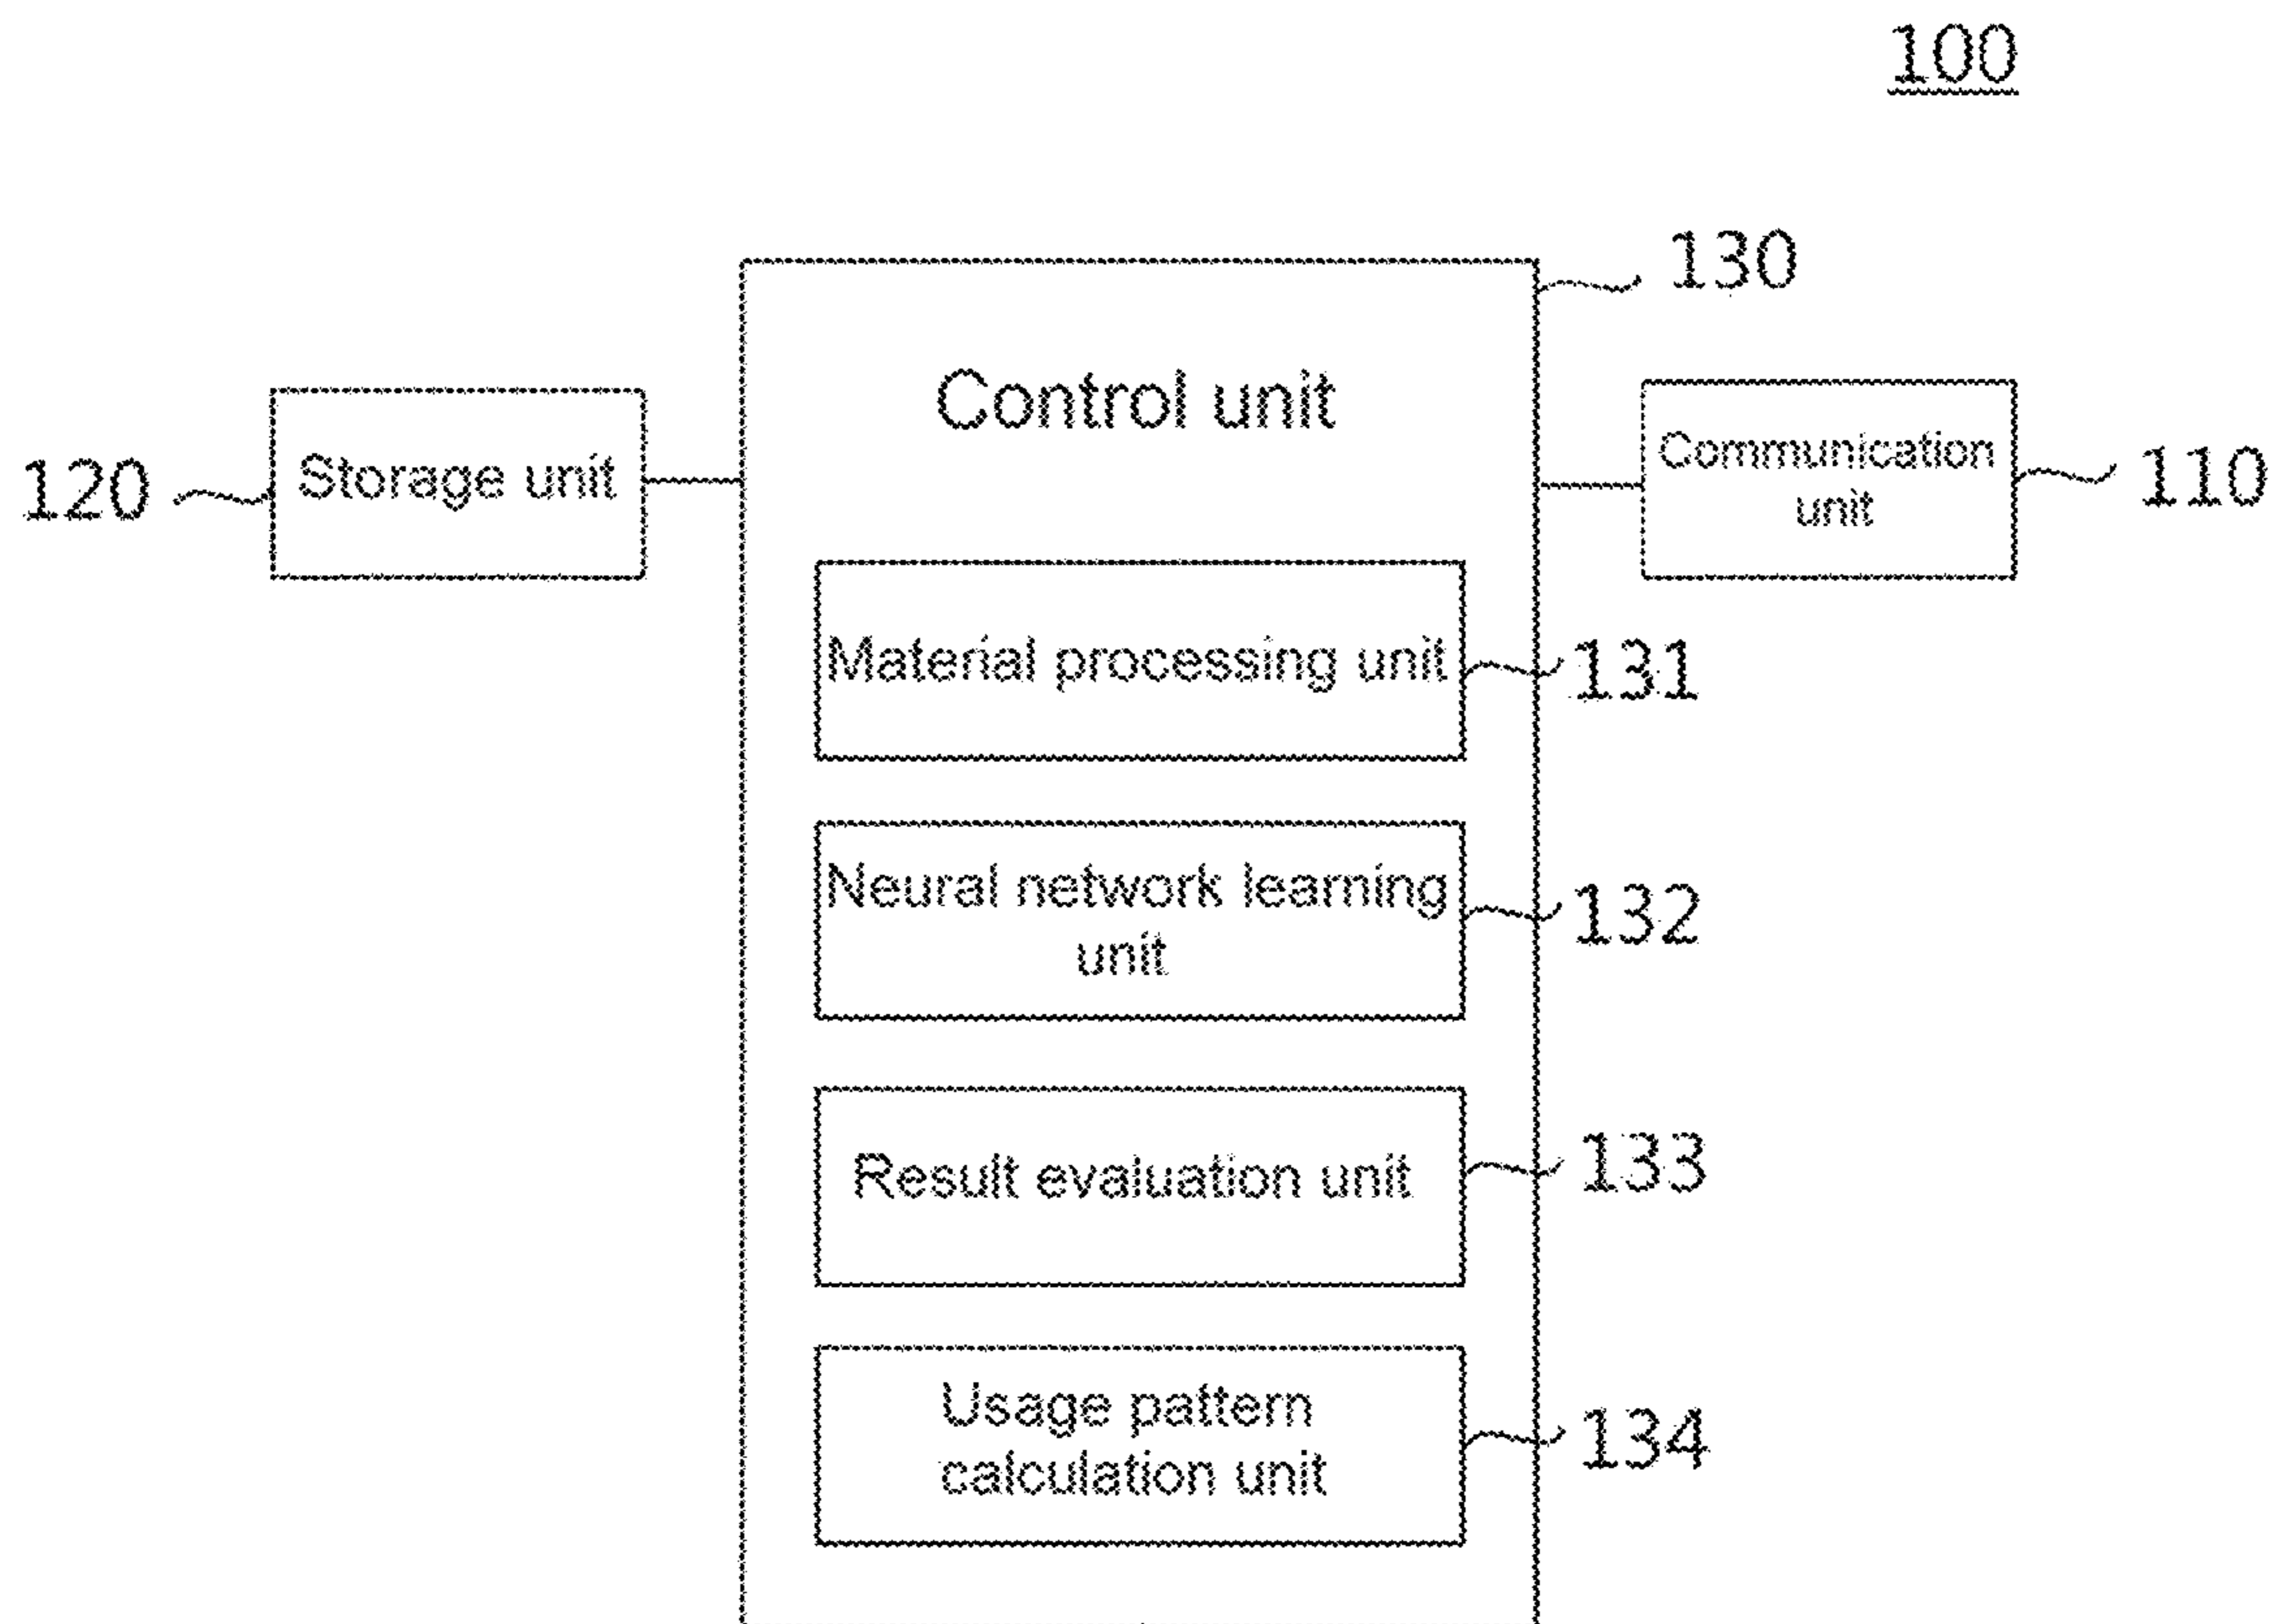 100
130
Control unit
120
Storage unit
Communication
unit
110
Material processing unit
131
Neural network learning
unit
132
Result evaluation unit
133
Usage pattern
calculation unit
134